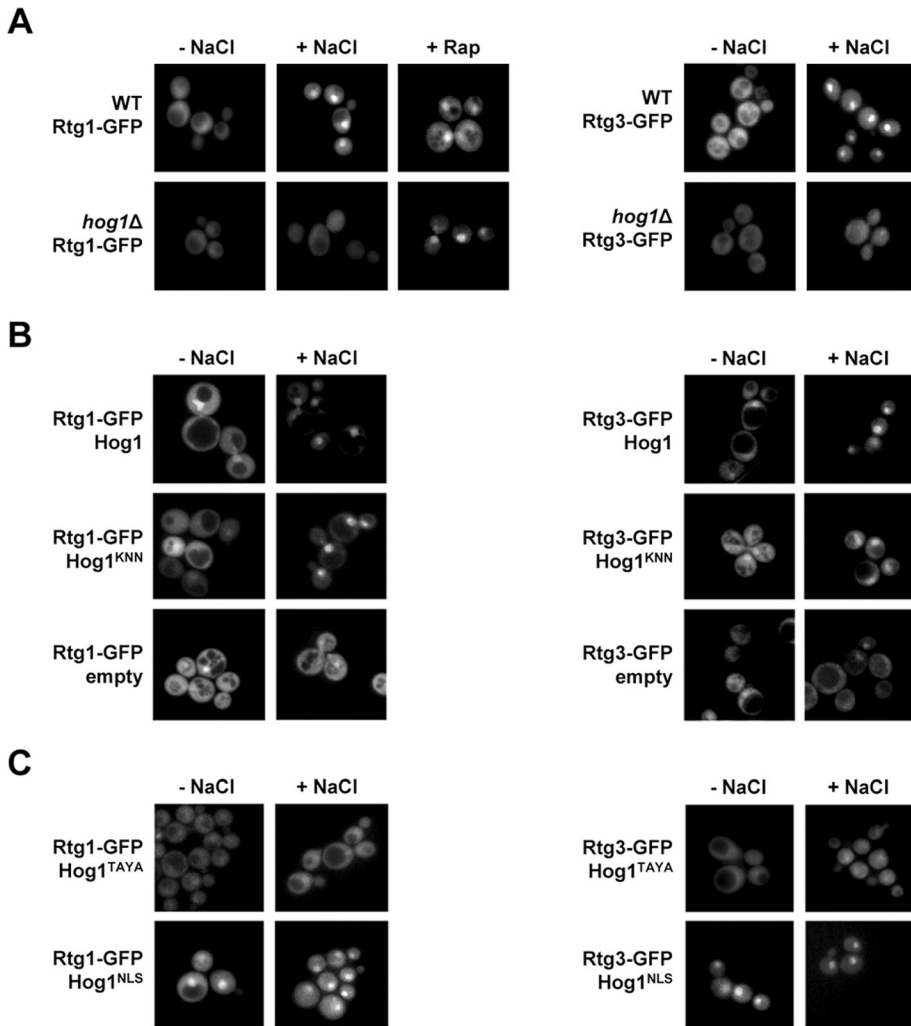 A
- NaCl
+ NaCl
+ Rap
- NaCl
+ NaCl
WT
Rtg1-GFP
WT
Rtg3-GFP
hog1Δ
Rtg1-GFP
hog1Δ
Rtg3-GFP
B
- NaCl
+ NaCl
- NaCl
+ NaCl
Rtg1-GFP
Hog1
Rtg3-GFP
Hog1
Rtg1-GFP
Hog1ᴷᴺᴺ
Rtg3-GFP
Hog1ᴷᴺᴺ
Rtg1-GFP
empty
Rtg3-GFP
empty
C
- NaCl
+ NaCl
- NaCl
+ NaCl
Rtg1-GFP
Hog1TAYA
Rtg3-GFP
Hog1TAYA
Rtg1-GFP
Hog1NLS
Rtg3-GFP
Hog1NLS